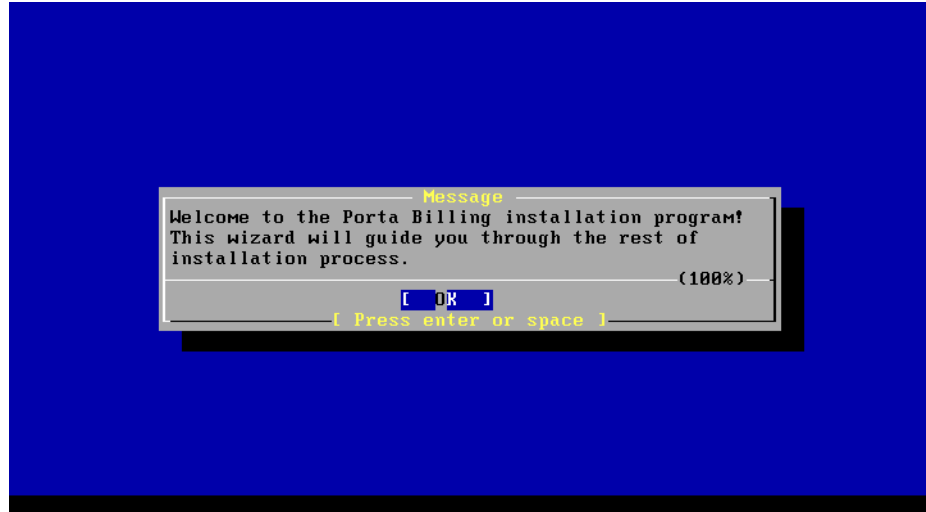 Message
Welcome to the Porta Billing installation program!
This wizard will guide you through the rest of
installation process.
(100%)
[ OK ]
[ Press enter or space ]